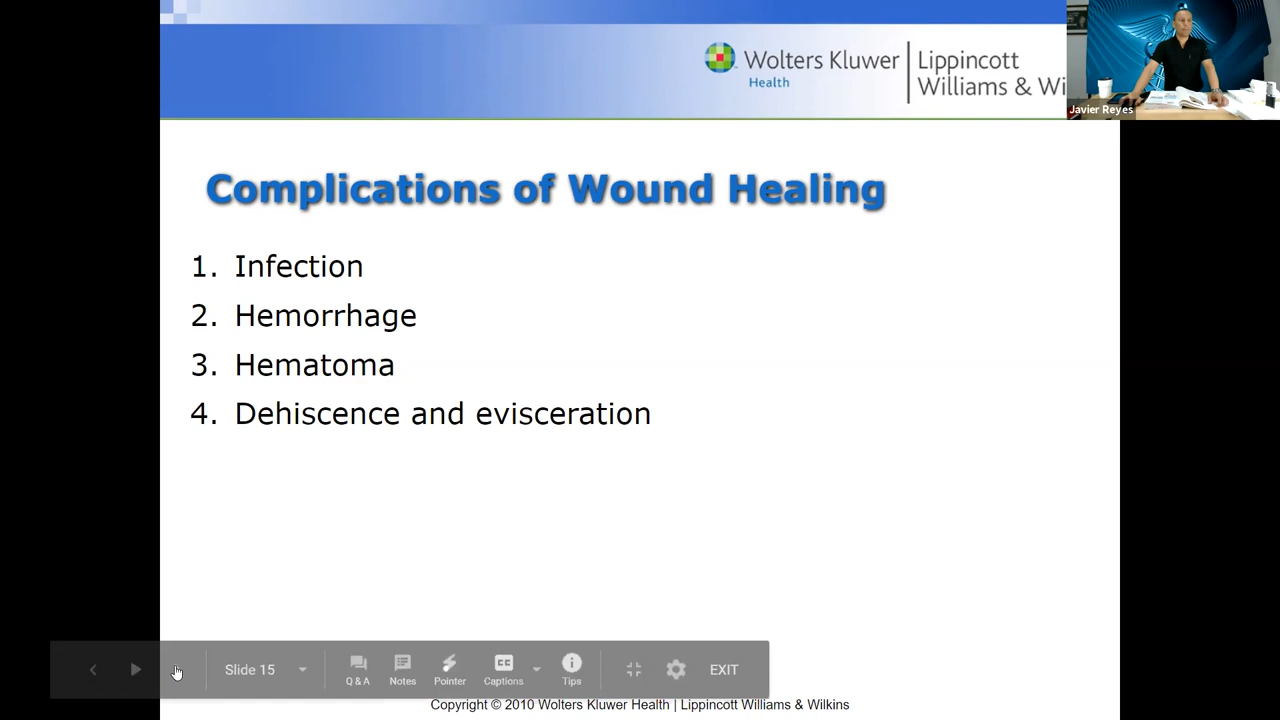 Wolters Kluwer
Health
Lippincott
Williams & Wi
Javier Reyes
Complications of Wound Healing
1. Infection
2. Hemorrhage
3. Hematoma
4. Dehiscence and evisceration
Slide 15
Q & A
Notes
Pointer
CC
Captions
Tips
EXIT
Copyright © 2010 Wolters Kluwer Health | Lippincott Williams & Wilkins